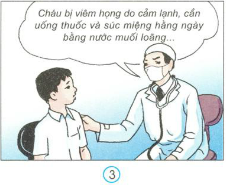 Cháu bị viêm họng do cảm lạnh, cần
uống thuốc và súc miệng hằng ngày
bằng nước muối loãng...
3